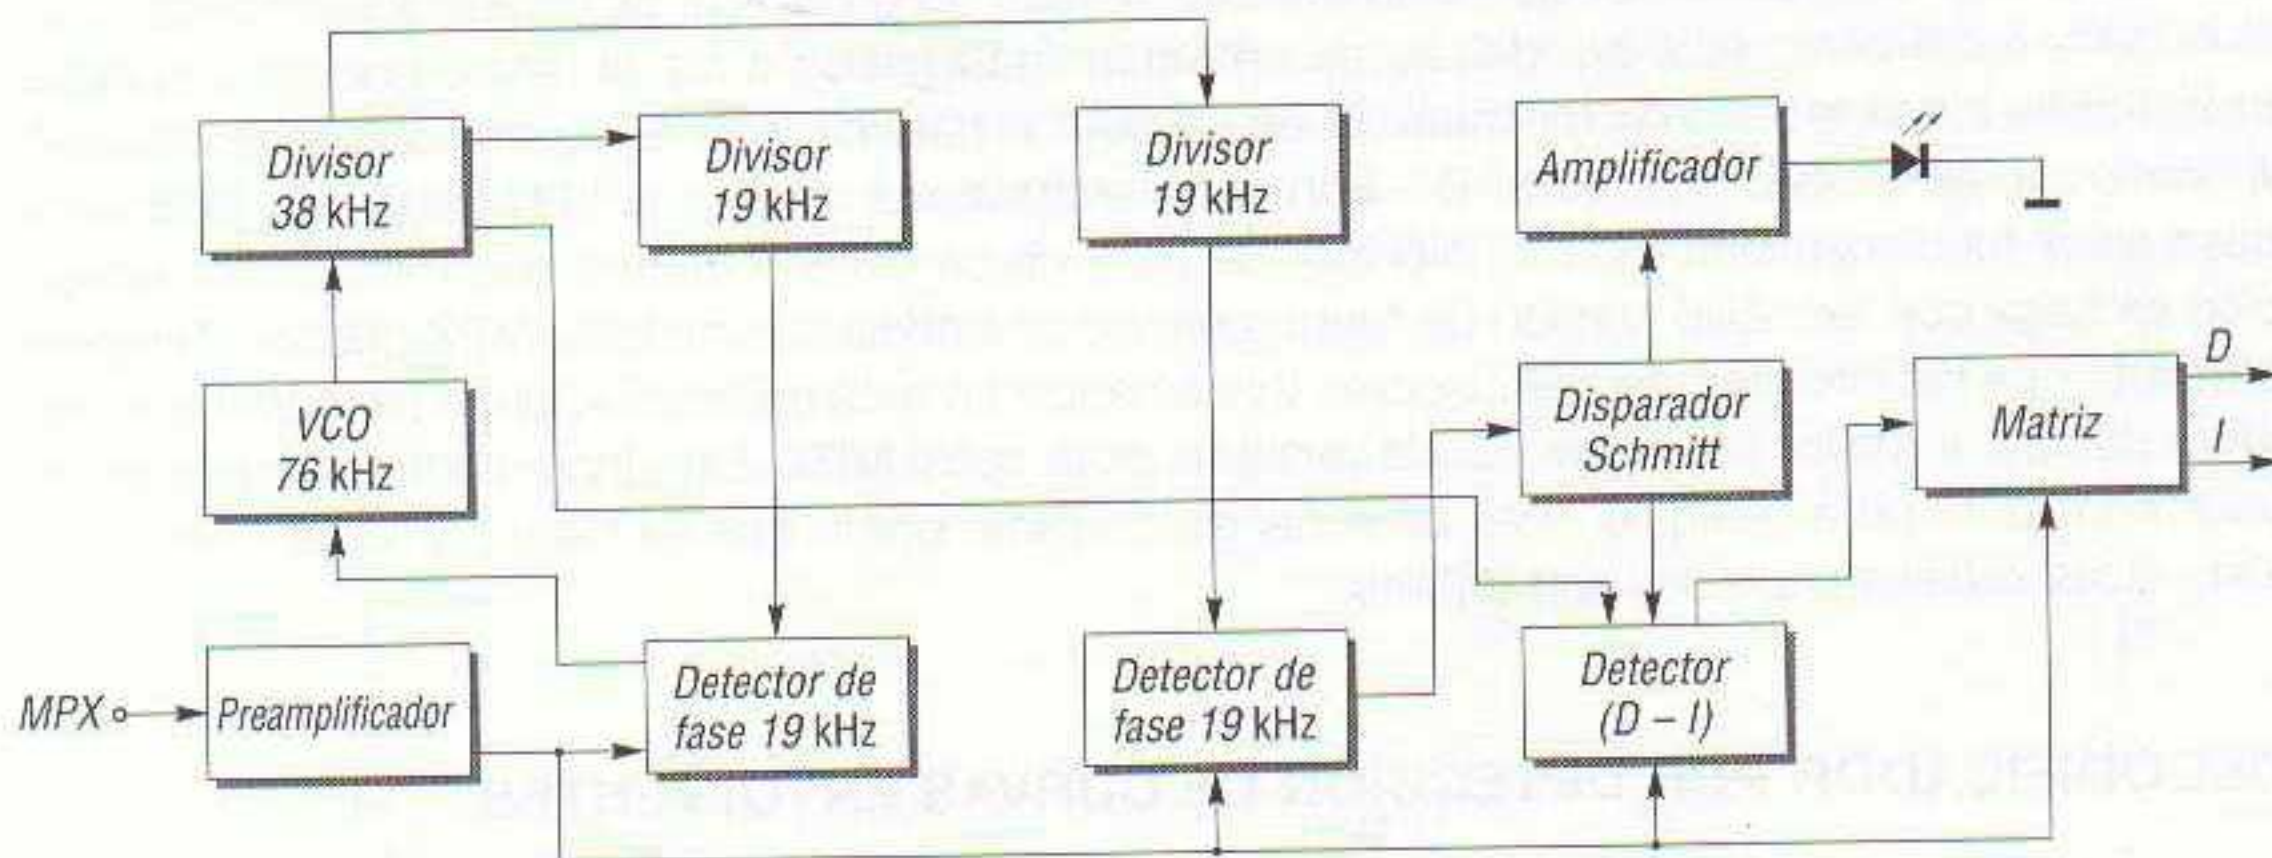 Divisor
38 kHz
Divisor
19 kHz
Divisor
19 kHz
Amplificador
VCO
76 kHz
Disparador
Schmitt
Matriz
D
I
MPX
Preamplificador
Detector de
fase 19 kHz
Detector de
fase 19 kHz
Detector
(D – I)